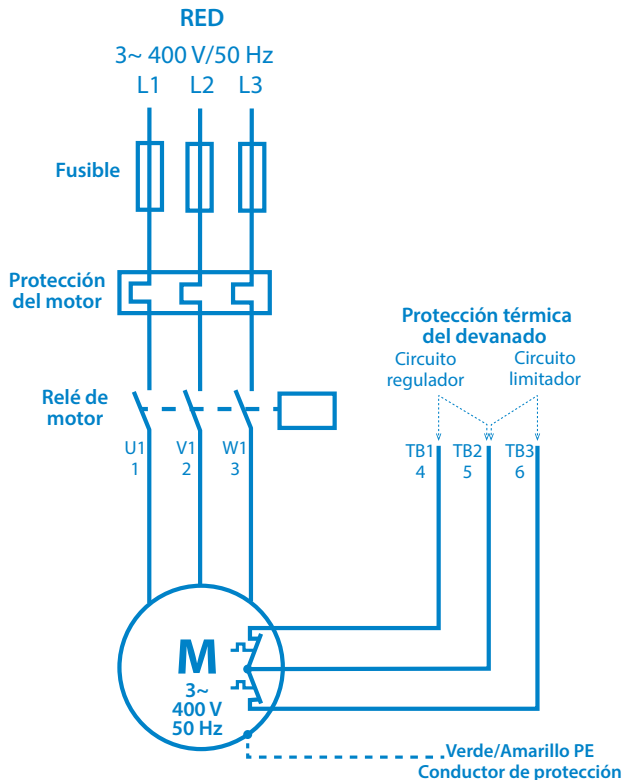 RED
3~ 400 V/50 Hz
L1 L2 L3
Fusible
Protección
del motor
Protección térmica
del devanado
Circuito
regulador
Circuito
limitador
Relé de
motor
U1 V1 W1
1 2 3
TB1 TB2 TB3
4 5 6
M
3~
400 V
50 Hz
Verde/Amarillo PE
Conductor de protección